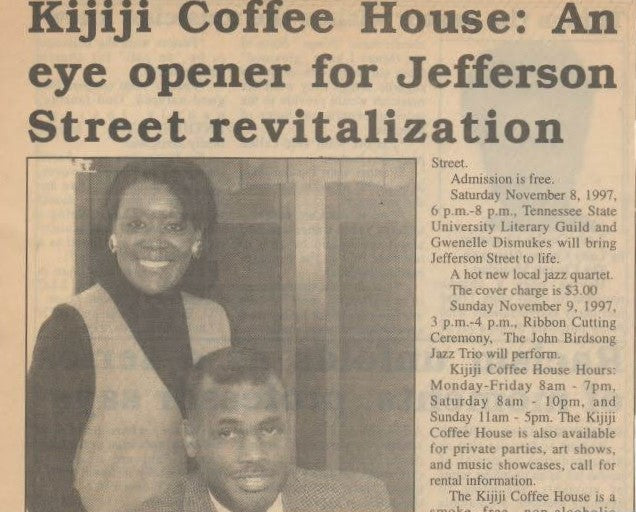 Kijiji Coffee House: An
eye opener for Jefferson
Street revitalization
Street.
Admission is free.
Saturday November 8, 1997,
6 p.m.-8 p.m., Tennessee State
University Literary Guild and
Gwenelle Dismukes will bring
Jefferson Street to life.
A hot new local jazz quartet.
The cover charge is $3.00
Sunday November 9, 1997,
3 p.m.-4 p.m., Ribbon Cutting
Ceremony, The John Birdsong
Jazz Trio will perform.
Kijiji Coffee House Hours:
Monday-Friday 8am - 7pm,
Saturday 8am - 10pm, and
Sunday 11am - 5pm. The Kijiji
Coffee House is also available
for private parties, art shows,
and music showcases, call for
rental information.
The Kijiji Coffee House is a
smoke free, non-alcoholic